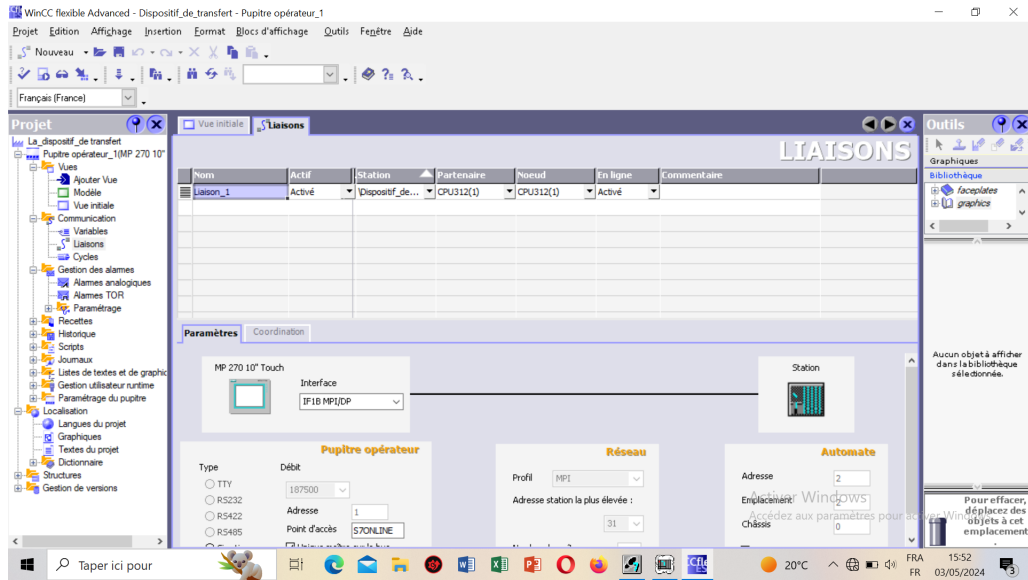 WinCC flexible Advanced - Dispositif_de_transfert - Pupitre opérateur_1
Projet Edition Affichage Insertion Format Blocs d'affichage Outils Fenêtre Aide
Nouveau
Français (France)
Projet
La_dispositif_de transfert
Pupitre opérateur_1(MP 270 10"
Vues
Ajouter Vue
Modèle
Vue initiale
Communication
Variables
Liaisons
Cycles
Gestion des alarmes
Alarmes analogiques
Alarmes TOR
Paramétrage
Recettes
Historique
Scripts
Journaux
Listes de textes et de graphic
Gestion utilisateur runtime
Paramétrage du pupitre
Localisation
Langues du projet
Graphiques
Textes du projet
Dictionnaire
Structures
Gestion de versions
Vue initiale Liaisons
LIAISONS
Nom Actif Station Partenaire Noeud En ligne Commentaire
Liaison_1 Activé \Dispositif_de... CPU312(1) CPU312(1) Activé
Paramètres Coordination
MP 270 10" Touch
Interface
IF1B MPI/DP
Station
Pupitre opérateur
Type
TTY
RS232
RS422
RS485
Débit
187500
Adresse 1
Point d'accès S7ONLINE
Réseau
Profil MPI
Adresse station la plus élevée :
31
Automate
Adresse 2
Emplacement 2
Châssis 0
Activer Windows
Accédez aux paramètres pour activer Windows.
Outils
Graphiques
Bibliothèque
faceplates
graphics
Aucun objet à afficher
dans la bibliothèque
sélectionnée.
Pour effacer,
déplacez des
objets à cet
emplacement
Taper ici pour
20°C
FRA
FR
15:52
03/05/2024
3